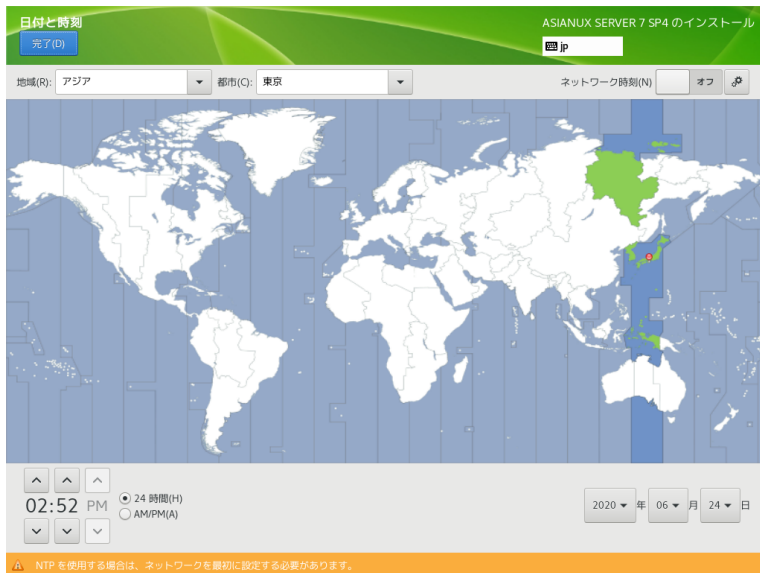 日付と時刻
ASIANUX SERVER 7 SP4 のインストール
完了(D)
jp
地域(R): アジア 都市(C): 東京 ネットワーク時刻(N) オフ
02:52 PM
24 時間(H)
AM/PM(A)
2020 年 06 月 24 日
NTP を使用する場合は、ネットワークを最初に設定する必要があります。